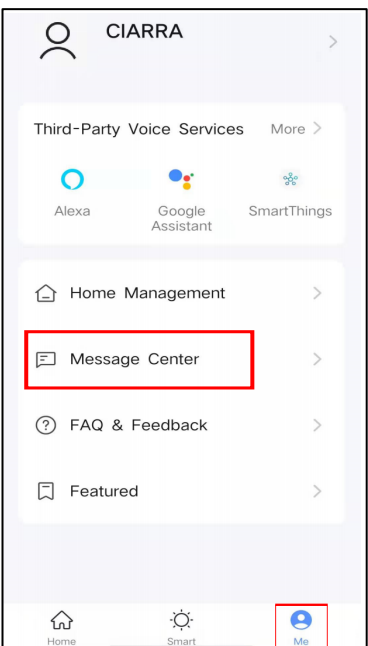 CIARRA
Third-Party Voice Services More
Alexa
Google Assistant
SmartThings
Home Management
Message Center
FAQ & Feedback
Featured
Home Smart Me